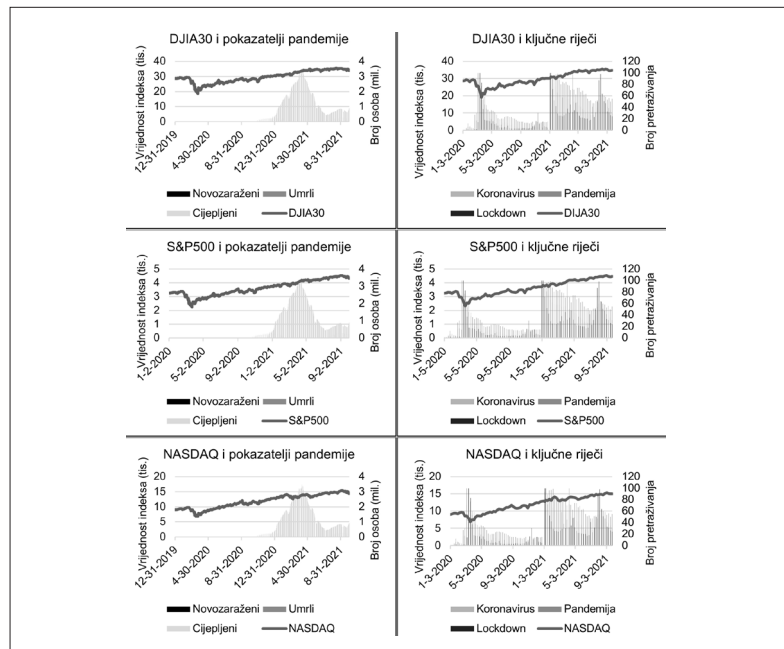 DJIA30 i pokazatelji pandemije
Vrijednost indeksa (tis.)
40
30
20
10
0
4
3
2
1
0
Broj osoba (mil.)
12-31-2019
4-30-2020
8-31-2020
12-31-2020
4-30-2021
8-31-2021
Novozaraženi
Umrli
Cijepljeni
DJIA30
DJIA30 i ključne riječi
Vrijednost indeksa (tis.)
40
30
20
10
0
120
100
80
60
40
20
0
Broj pretraživanja
1-3-2020
5-3-2020
9-3-2020
1-3-2021
5-3-2021
9-3-2021
Koronavirus
Pandemija
Lockdown
DIJA30
S&P500 i pokazatelji pandemije
Vrijednost indeksa (tis.)
5
4
3
2
1
0
4
3
2
1
0
Broj osoba (mil.)
1-2-2020
5-2-2020
9-2-2020
1-2-2021
5-2-2021
9-2-2021
Novozaraženi
Umrli
Cijepljeni
S&P500
S&P500 i ključne riječi
Vrijednost indeksa (tis.)
5
4
3
2
1
0
120
100
80
60
40
20
0
Broj pretraživanja
1-5-2020
5-5-2020
9-5-2020
1-5-2021
5-5-2021
9-5-2021
Koronavirus
Pandemija
Lockdown
S&P500
NASDAQ i pokazatelji pandemije
Vrijednost indeksa (tis.)
20
15
10
5
0
4
3
2
1
0
Broj osoba (mil.)
12-31-2019
4-30-2020
8-31-2020
12-31-2020
4-30-2021
8-31-2021
Novozaraženi
Umrli
Cijepljeni
NASDAQ
NASDAQ i ključne riječi
Vrijednost indeksa (tis.)
20
15
10
5
0
120
100
80
60
40
20
0
Broj pretraživanja
1-3-2020
5-3-2020
9-3-2020
1-3-2021
5-3-2021
9-3-2021
Koronavirus
Pandemija
Lockdown
NASDAQ